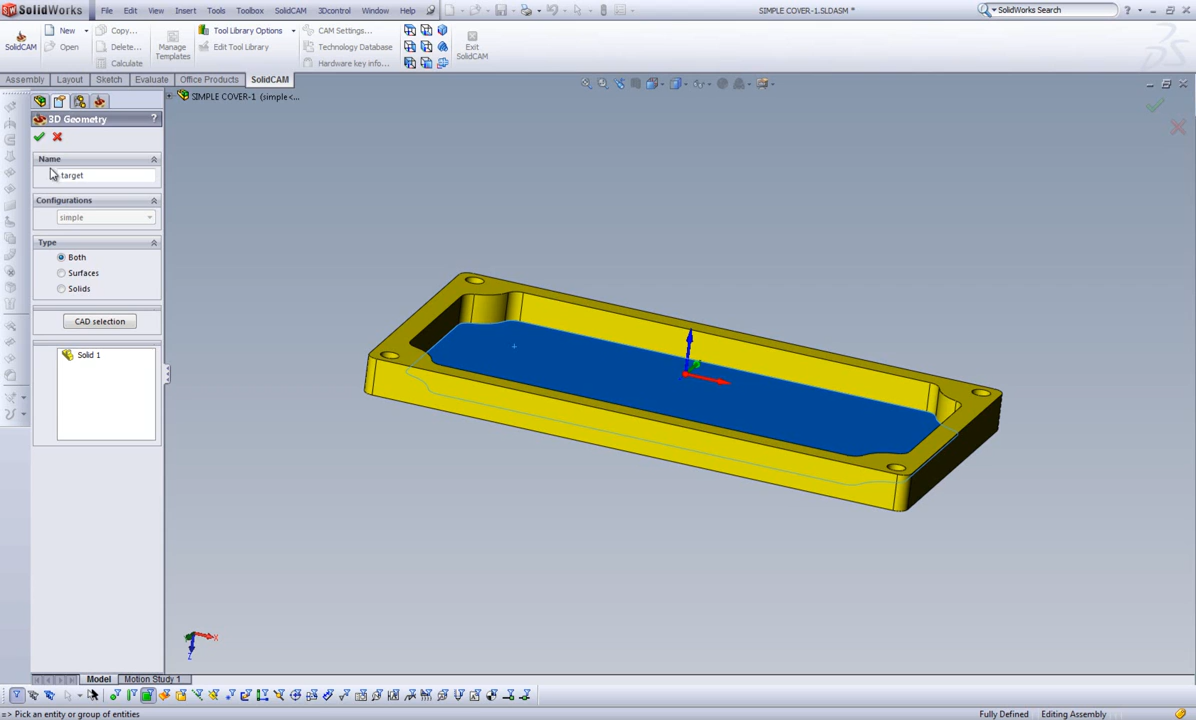 SolidWorks File Edit View Insert Tools Toolbox SolidCAM 3Dcontrol Window Help SIMPLE COVER-1.SLDASM * SolidWorks Search ?
SolidCAM New Copy... Manage Templates Tool Library Options CAM Settings... Exit SolidCAM
Open Delete... Edit Tool Library Technology Database
Calculate Hardware key info...
Assembly Layout Sketch Evaluate Office Products SolidCAM
SIMPLE COVER-1 (simple<...
3D Geometry ?
Name
target
Configurations
simple
Type
Both
Surfaces
Solids
CAD selection
Solid 1
X
Z
Model Motion Study 1
=> Pick an entity or group of entities Fully Defined Editing Assembly